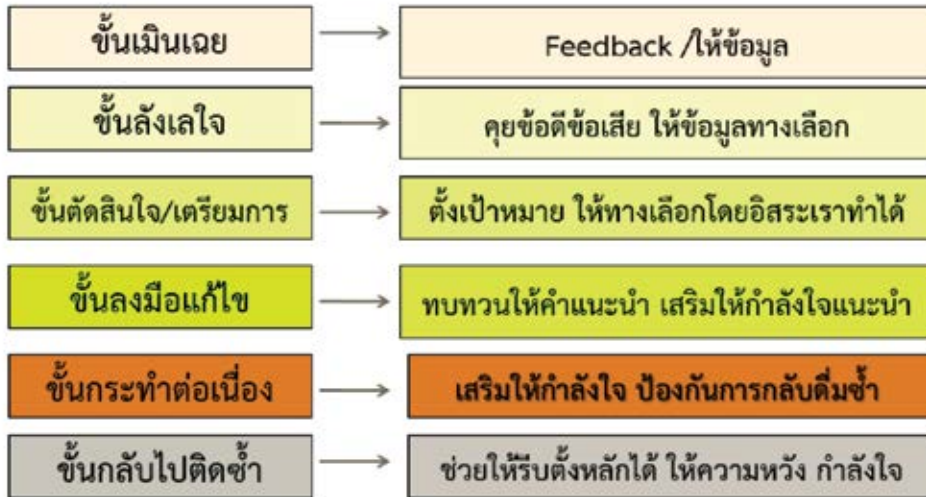 ขั้นเมินเฉย
Feedback /ให้ข้อมูล
ขั้นลังเลใจ
คุยข้อดีข้อเสีย ให้ข้อมูลทางเลือก
ขั้นตัดสินใจ/เตรียมการ
ตั้งเป้าหมาย ให้ทางเลือกโดยอิสระเราทำได้
ขั้นลงมือแก้ไข
ทบทวนให้คำแนะนำ เสริมให้กำลังใจแนะนำ
ขั้นกระทำต่อเนื่อง
เสริมให้กำลังใจ ป้องกันการกลับดื่มซ้ำ
ขั้นกลับไปติดซ้ำ
ช่วยให้รีบตั้งหลักได้ ให้ความหวัง กำลังใจ